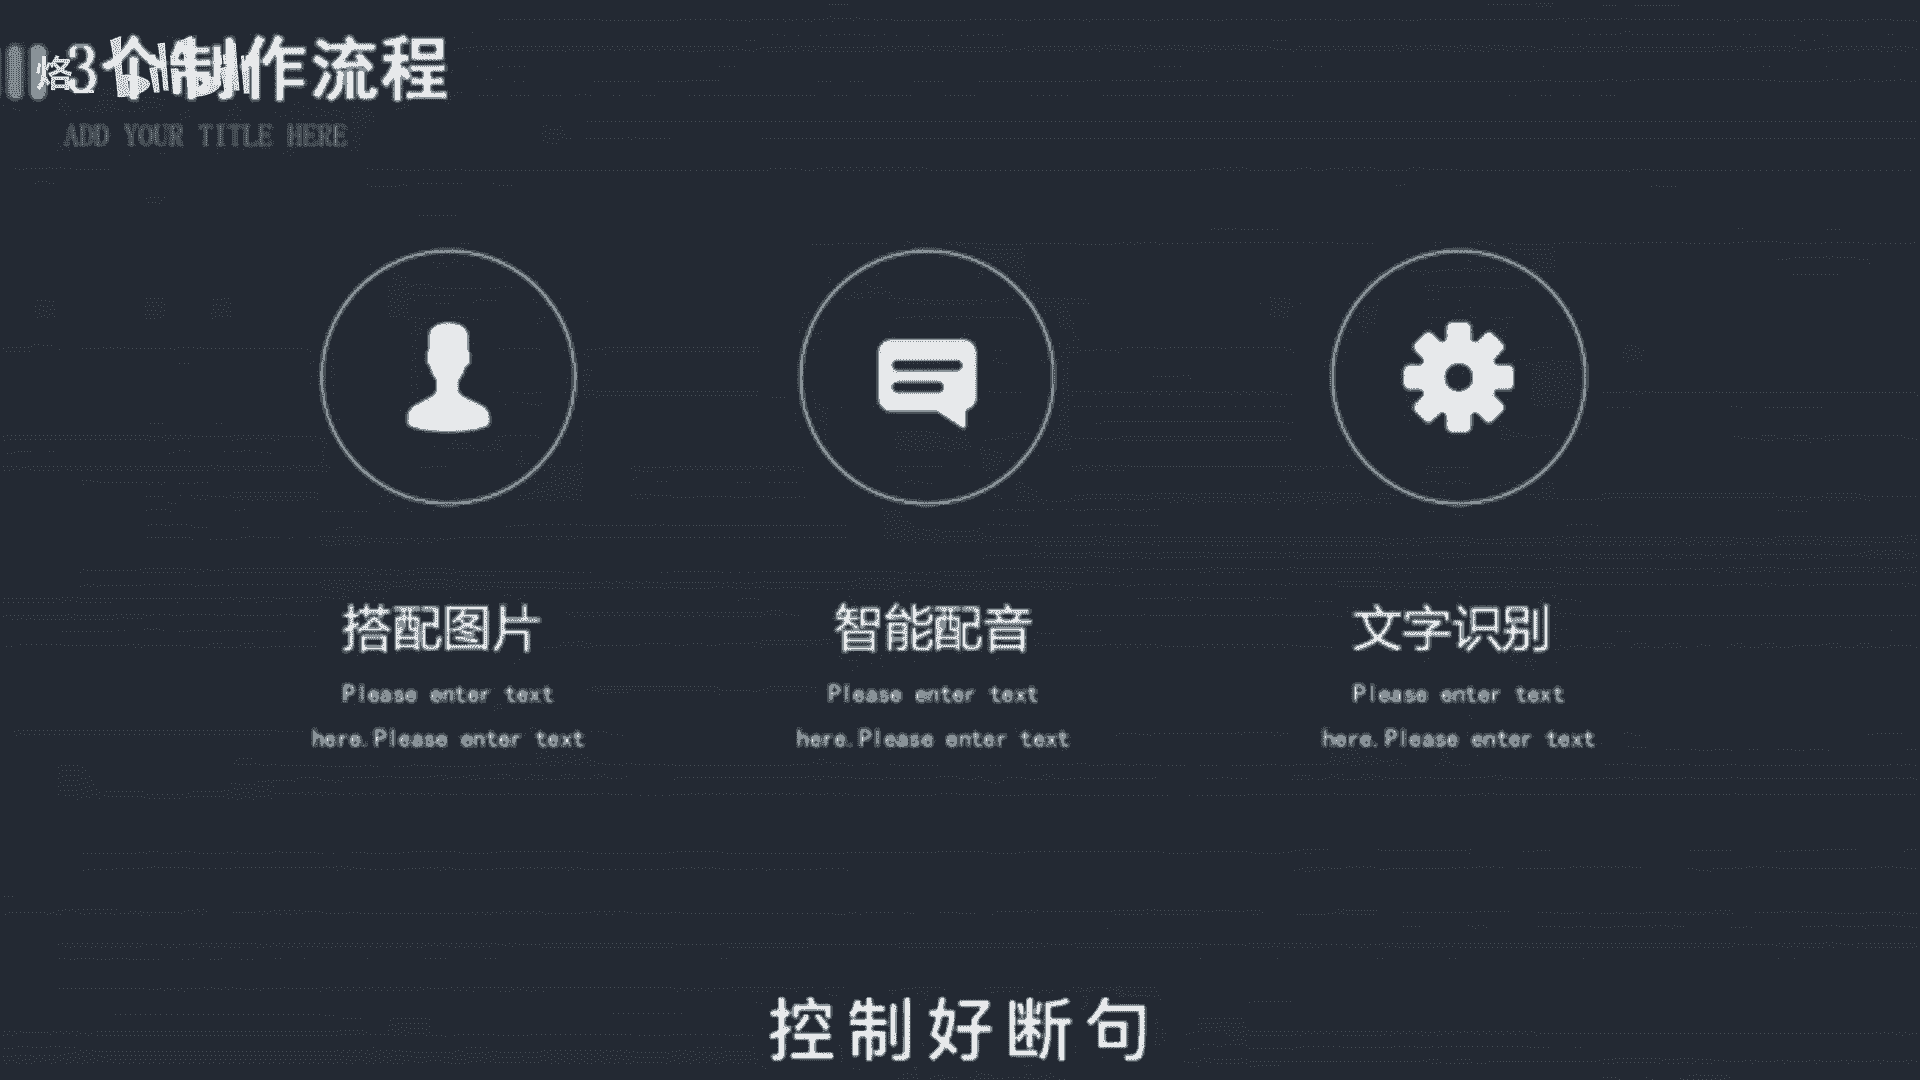 3个制作流程
ADD YOUR TITLE HERE
搭配图片
Please enter text
here.Please enter text
智能配音
Please enter text
here.Please enter text
文字识别
Please enter text
here.Please enter text
控制好断句